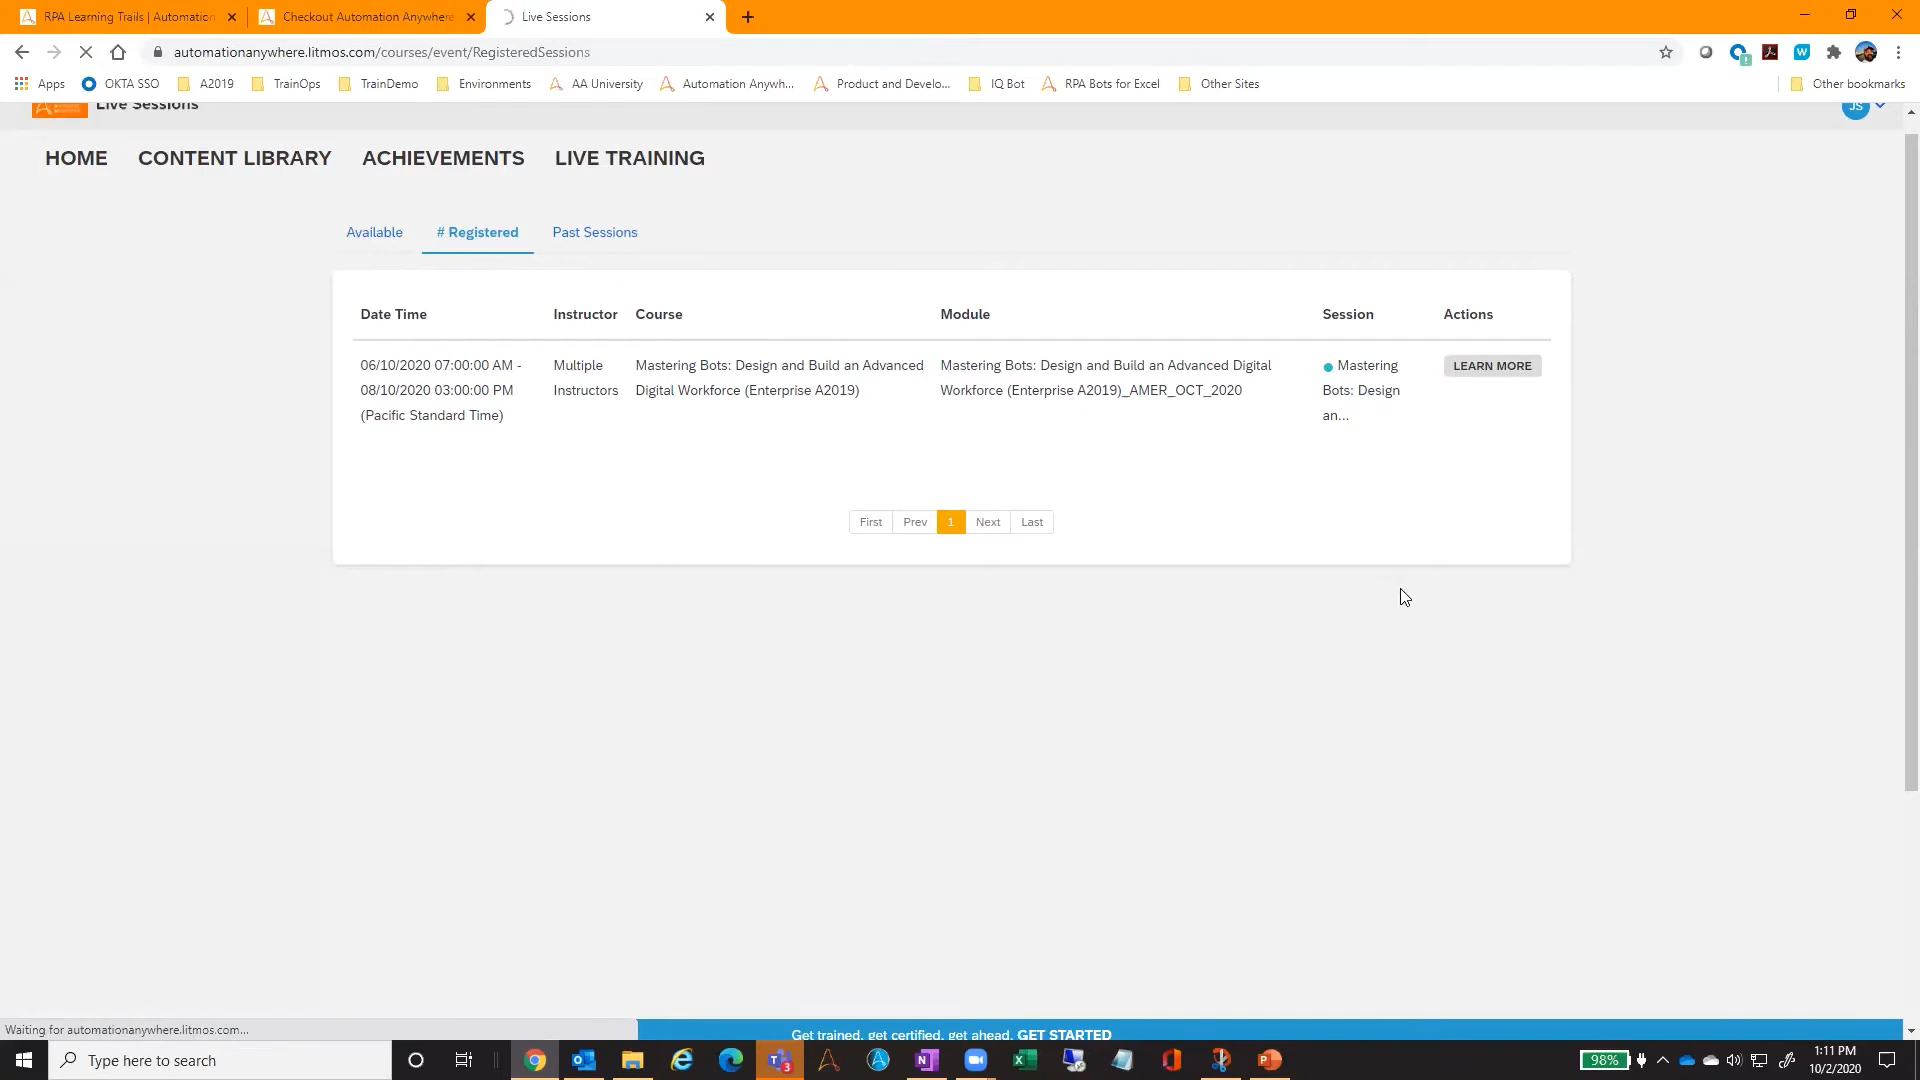 RPA Learning Trails | Automation
Checkout Automation Anywhere
Live Sessions
automationanywhere.litmos.com/courses/event/RegisteredSessions
Apps OKTA SSO A2019 TrainOps TrainDemo Environments AA University Automation Anywh... Product and Develo... IQ Bot RPA Bots for Excel Other Sites Other bookmarks
Live Sessions JS
HOME CONTENT LIBRARY ACHIEVEMENTS LIVE TRAINING
Available # Registered Past Sessions
Date Time Instructor Course Module Session Actions
06/10/2020 07:00:00 AM - Multiple Mastering Bots: Design and Build an Advanced Mastering Bots: Design and Build an Advanced Digital Mastering LEARN MORE
08/10/2020 03:00:00 PM Instructors Digital Workforce (Enterprise A2019) Workforce (Enterprise A2019)_AMER_OCT_2020 Bots: Design
(Pacific Standard Time) an...
First Prev 1 Next Last
Waiting for automationanywhere.litmos.com...
Get trained, get certified, get ahead. GET STARTED
Type here to search
98%
1:11 PM
10/2/2020